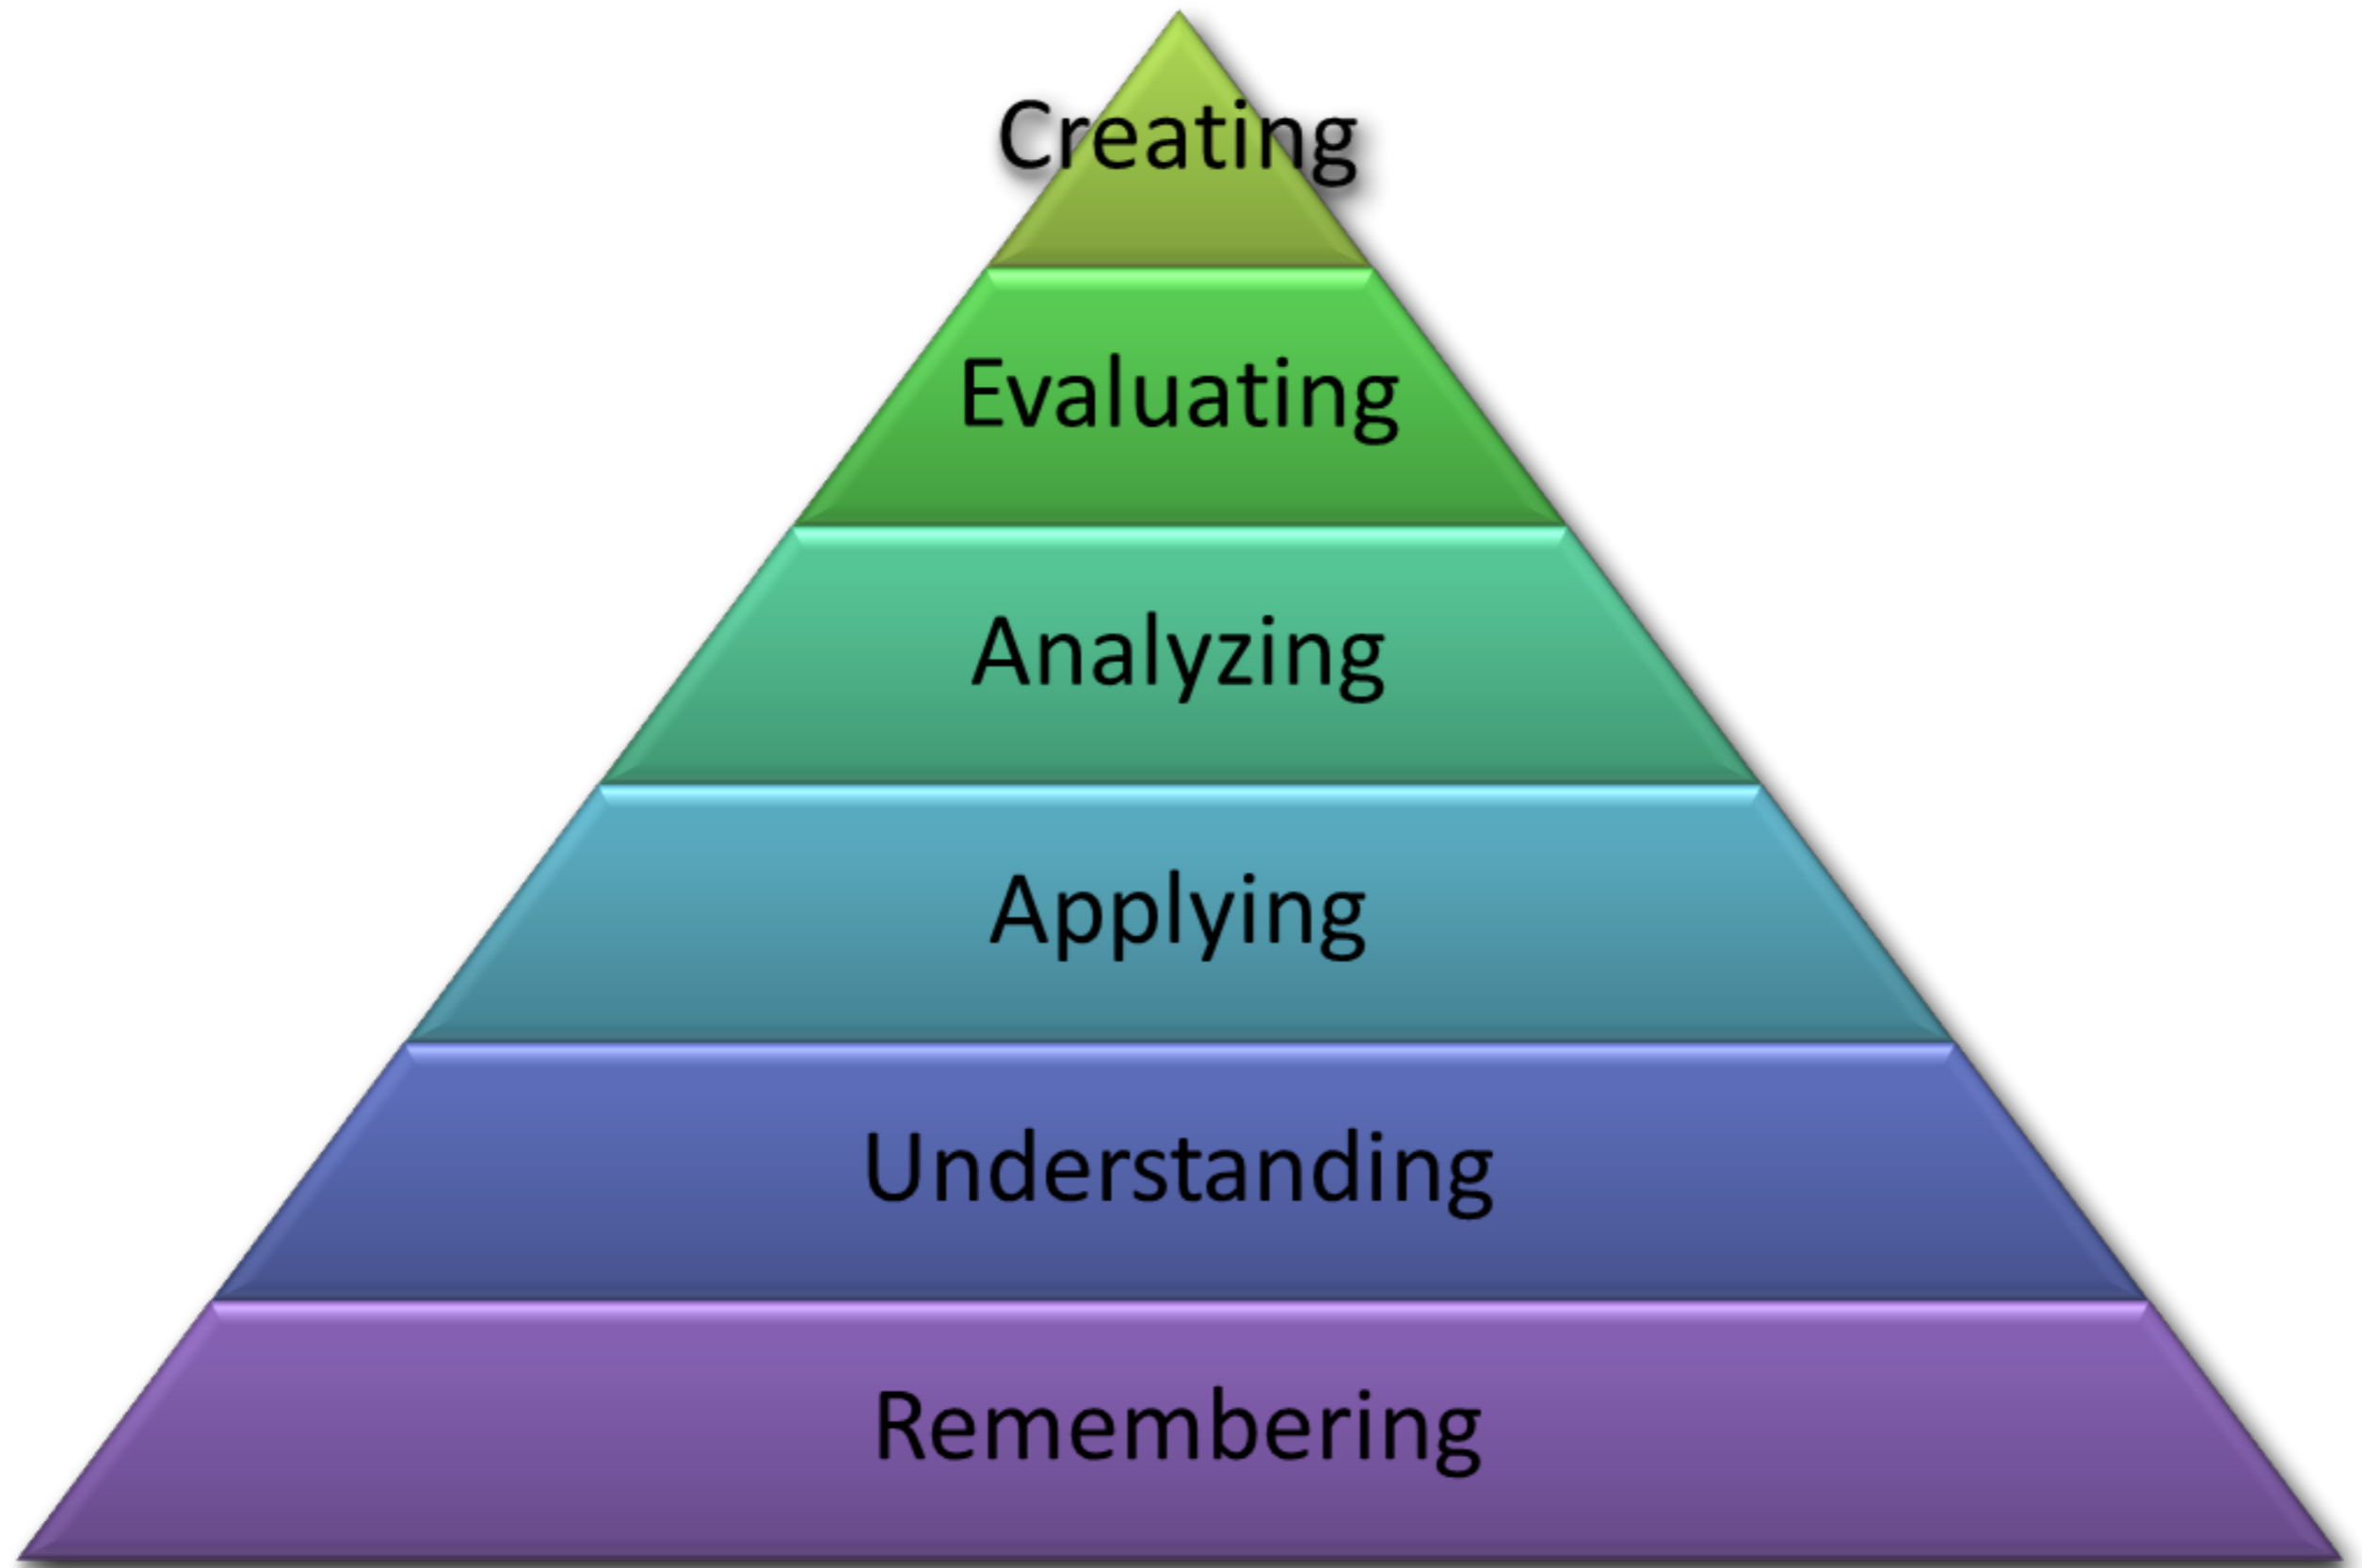 Creating
Evaluating
Analyzing
Applying
Understanding
Remembering